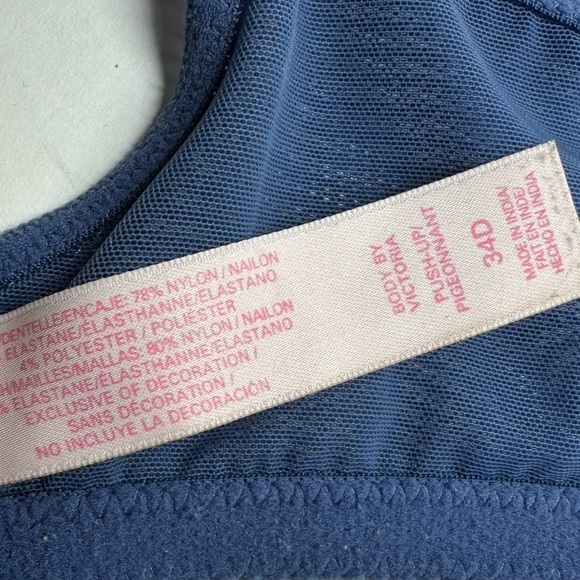 DENTELLE/ENCAJE: 78% NYLON / NAILON
ELASTANE/ÉLASTHANNE/ELASTANO
4% POLYESTER / POLIÉSTER
/MAILLES/MALLAS: 80% NYLON / NAILON
% ELASTANE/ÉLASTHANNE/ELASTANO /
EXCLUSIVE OF DECORATION /
SANS DÉCORATION /
NO INCLUYE LA DECORACIÓN
BODY BY
VICTORIA
PUSH-UP/
PIGEONNANT
34D
MADE IN INDIA/
FAIT EN INDE/
HECHO EN INDIA